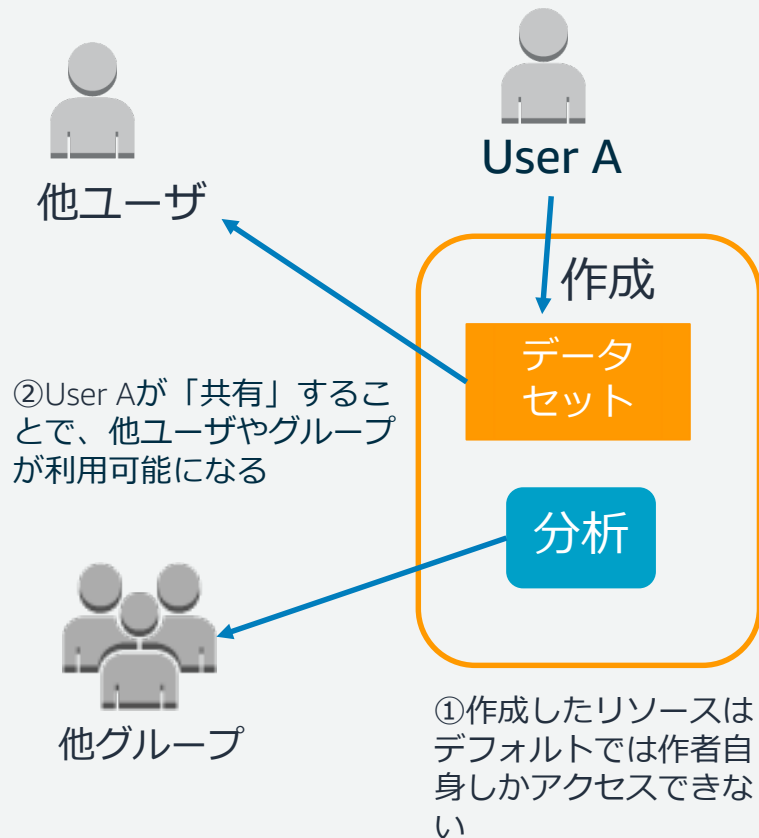 User A
他ユーザ
作成
データ
セット
②User Aが「共有」するこ
とで、他ユーザやグループ
が利用可能になる
分析
他グループ
①作成したリソースは
デフォルトでは作者自
身しかアクセスできな
い